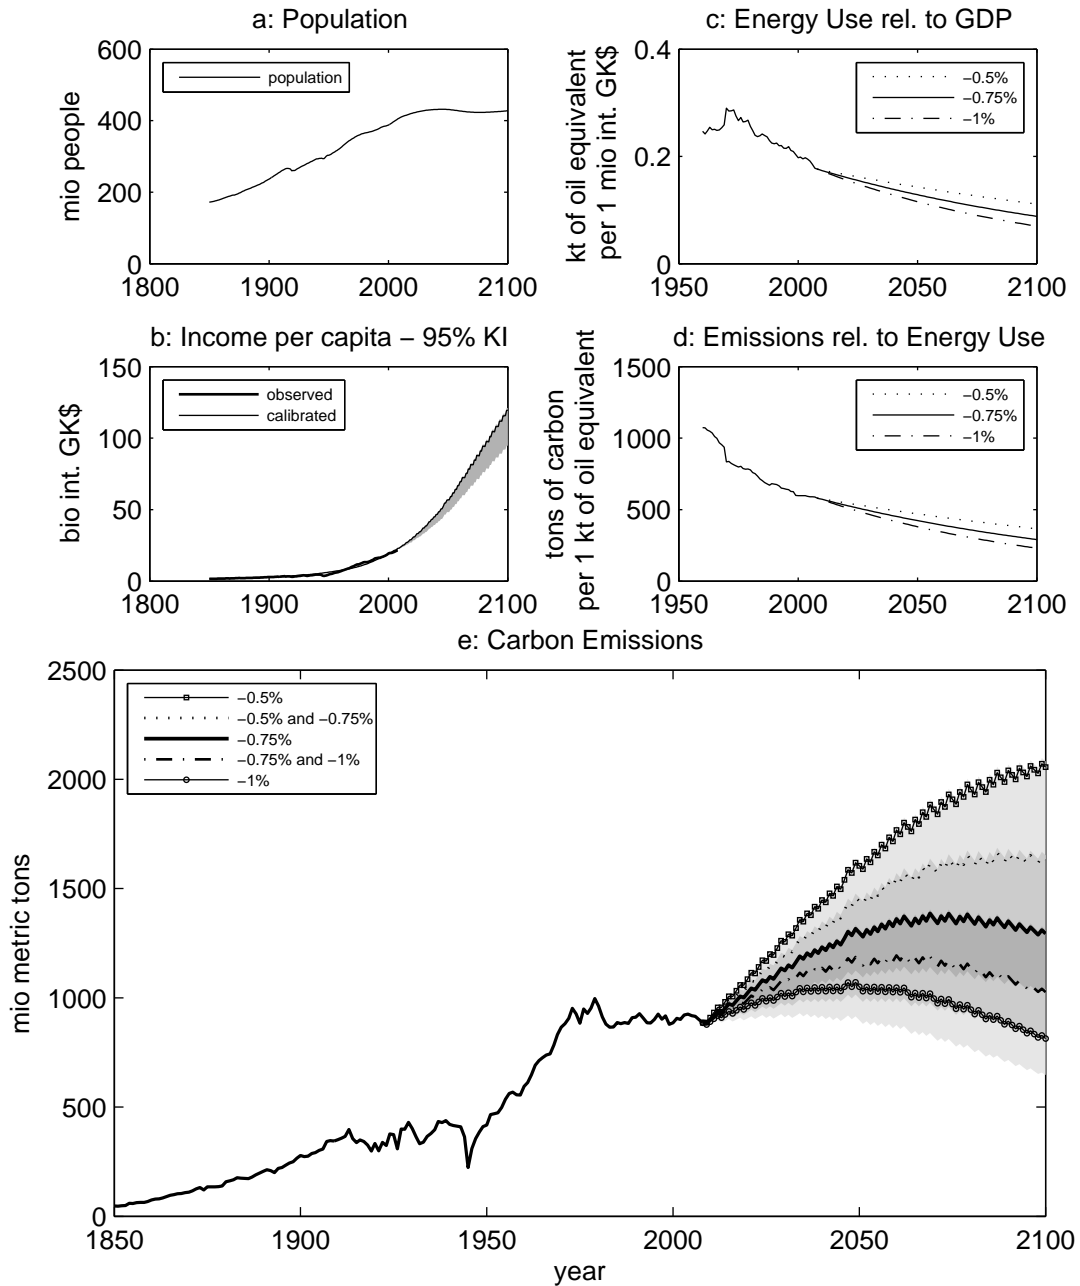 a: Population
mio people
600
400
200
0
1800
1900
2000
2100
population
c: Energy Use rel. to GDP
kt of oil equivalent
per 1 mio int. GK$
0.4
0.2
0
1950
2000
2050
2100
−0.5%
−0.75%
−1%
b: Income per capita − 95% KI
bio int. GK$
150
100
50
0
1800
1900
2000
2100
observed
calibrated
d: Emissions rel. to Energy Use
tons of carbon
per 1 kt of oil equivalent
1500
1000
500
0
1950
2000
2050
2100
−0.5%
−0.75%
−1%
e: Carbon Emissions
mio metric tons
2500
2000
1500
1000
500
0
1850
1900
1950
2000
2050
2100
year
−0.5%
−0.5% and −0.75%
−0.75%
−0.75% and −1%
−1%